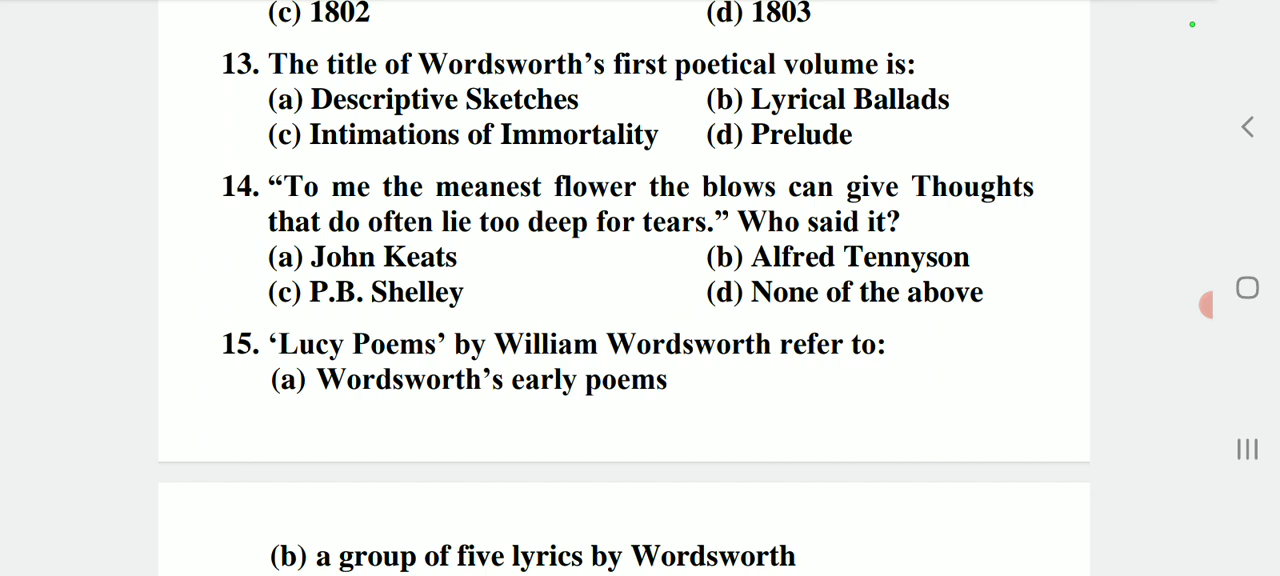 (c) 1802 (d) 1803
13. The title of Wordsworth’s first poetical volume is:
(a) Descriptive Sketches (b) Lyrical Ballads
(c) Intimations of Immortality (d) Prelude
14. “To me the meanest flower the blows can give Thoughts
that do often lie too deep for tears.” Who said it?
(a) John Keats (b) Alfred Tennyson
(c) P.B. Shelley (d) None of the above
15. ‘Lucy Poems’ by William Wordsworth refer to:
(a) Wordsworth’s early poems
(b) a group of five lyrics by Wordsworth